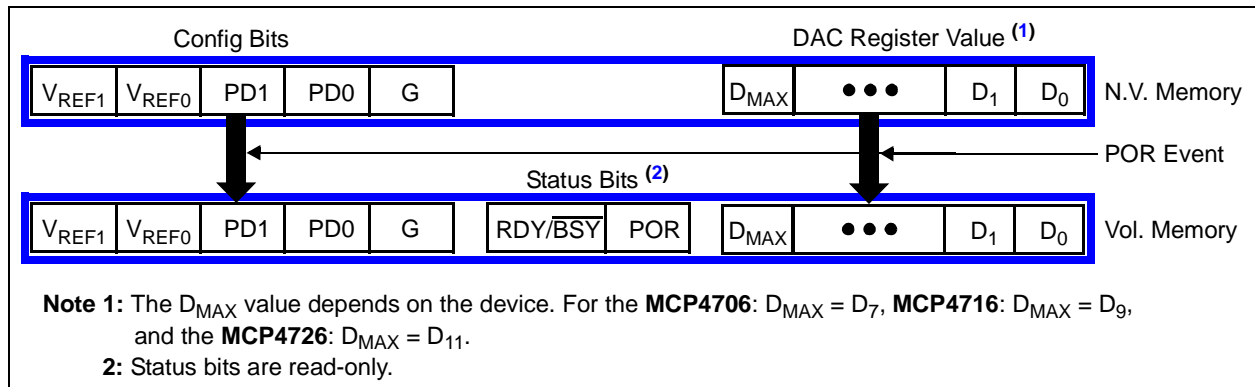 Config Bits DAC Register Value (1)
VREF1 VREF0 PD1 PD0 G DMAX ●●● D1 D0 N.V. Memory
POR Event
Status Bits (2)
VREF1 VREF0 PD1 PD0 G RDY/B̅S̅Y̅ POR DMAX ●●● D1 D0 Vol. Memory
Note 1: The DMAX value depends on the device. For the MCP4706: DMAX = D7, MCP4716: DMAX = D9,
and the MCP4726: DMAX = D11.
2: Status bits are read-only.